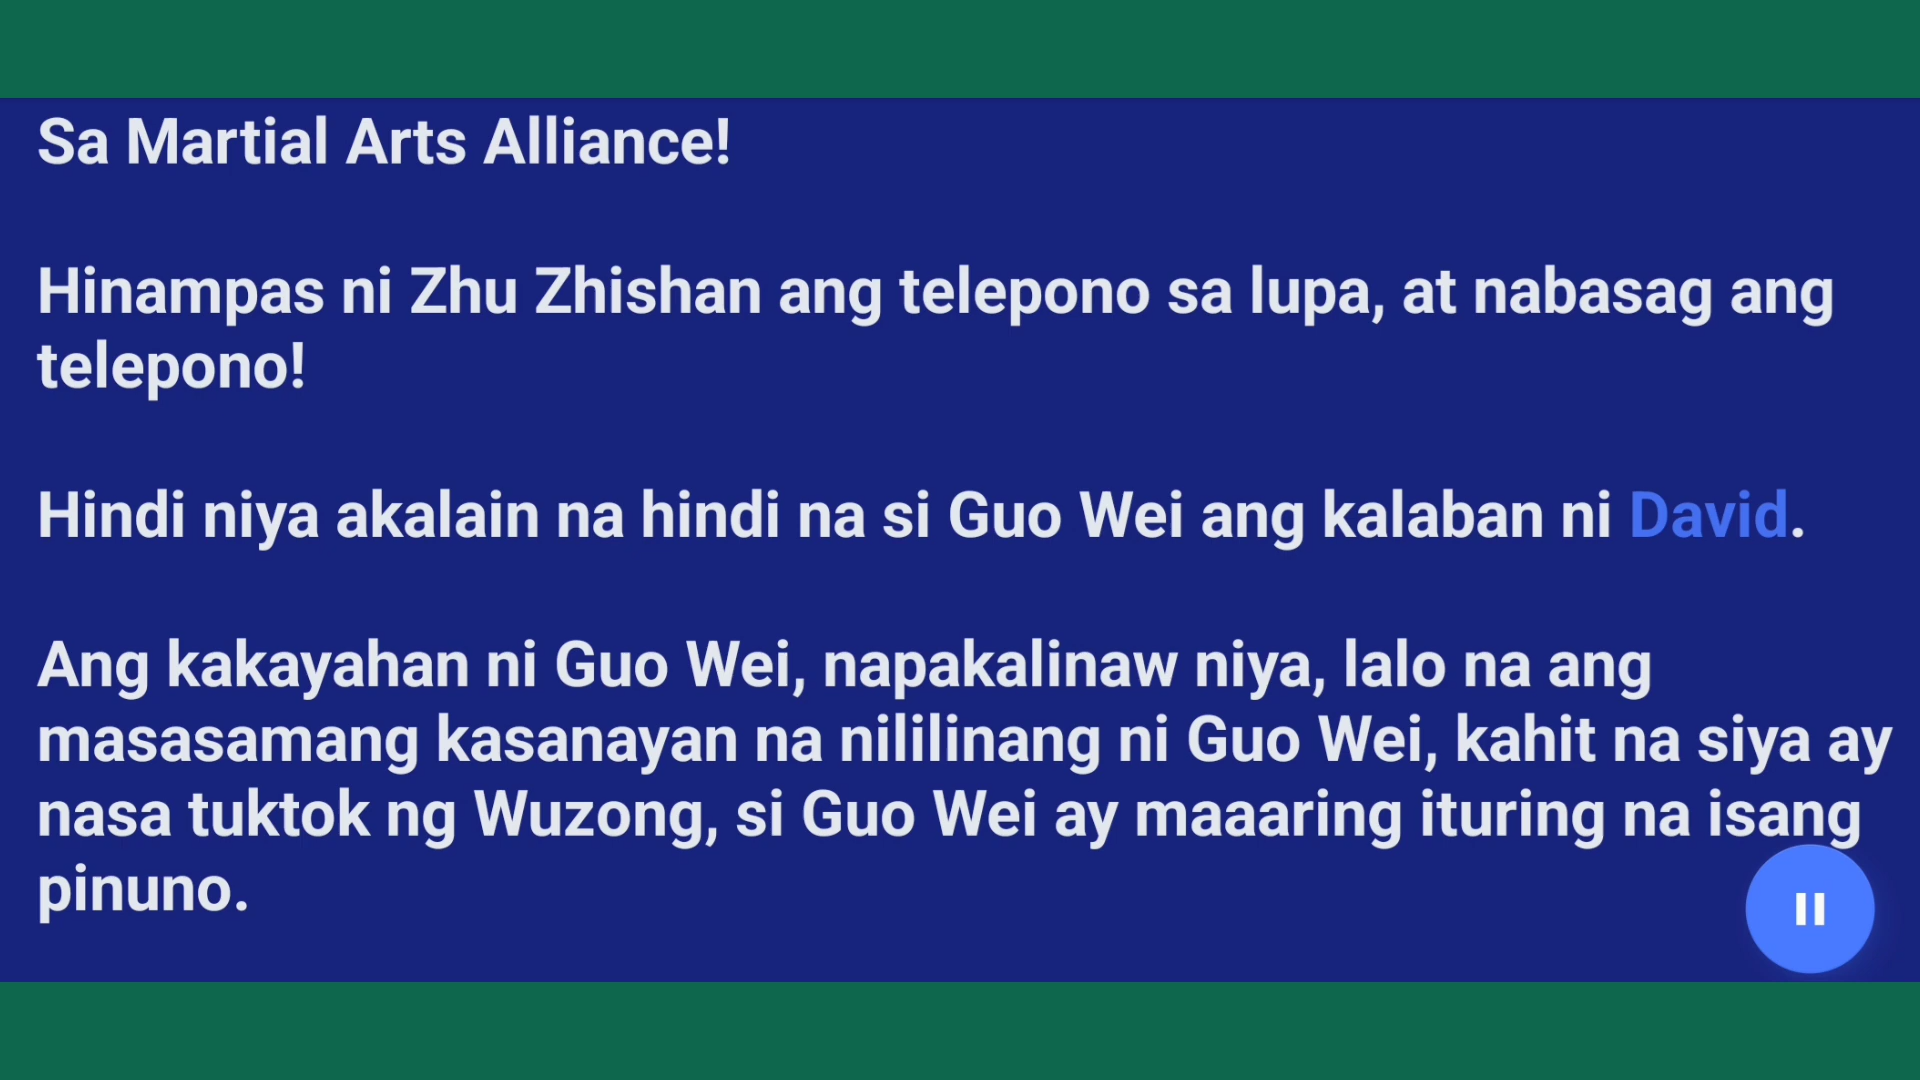 Sa Martial Arts Alliance!
Hinampas ni Zhu Zhishan ang telepono sa lupa, at nabasag ang
telepono!
Hindi niya akalain na hindi na si Guo Wei ang kalaban ni David.
Ang kakayahan ni Guo Wei, napakalinaw niya, lalo na ang
masasamang kasanayan na nililinang ni Guo Wei, kahit na siya ay
nasa tuktok ng Wuzong, si Guo Wei ay maaaring ituring na isang
pinuno.